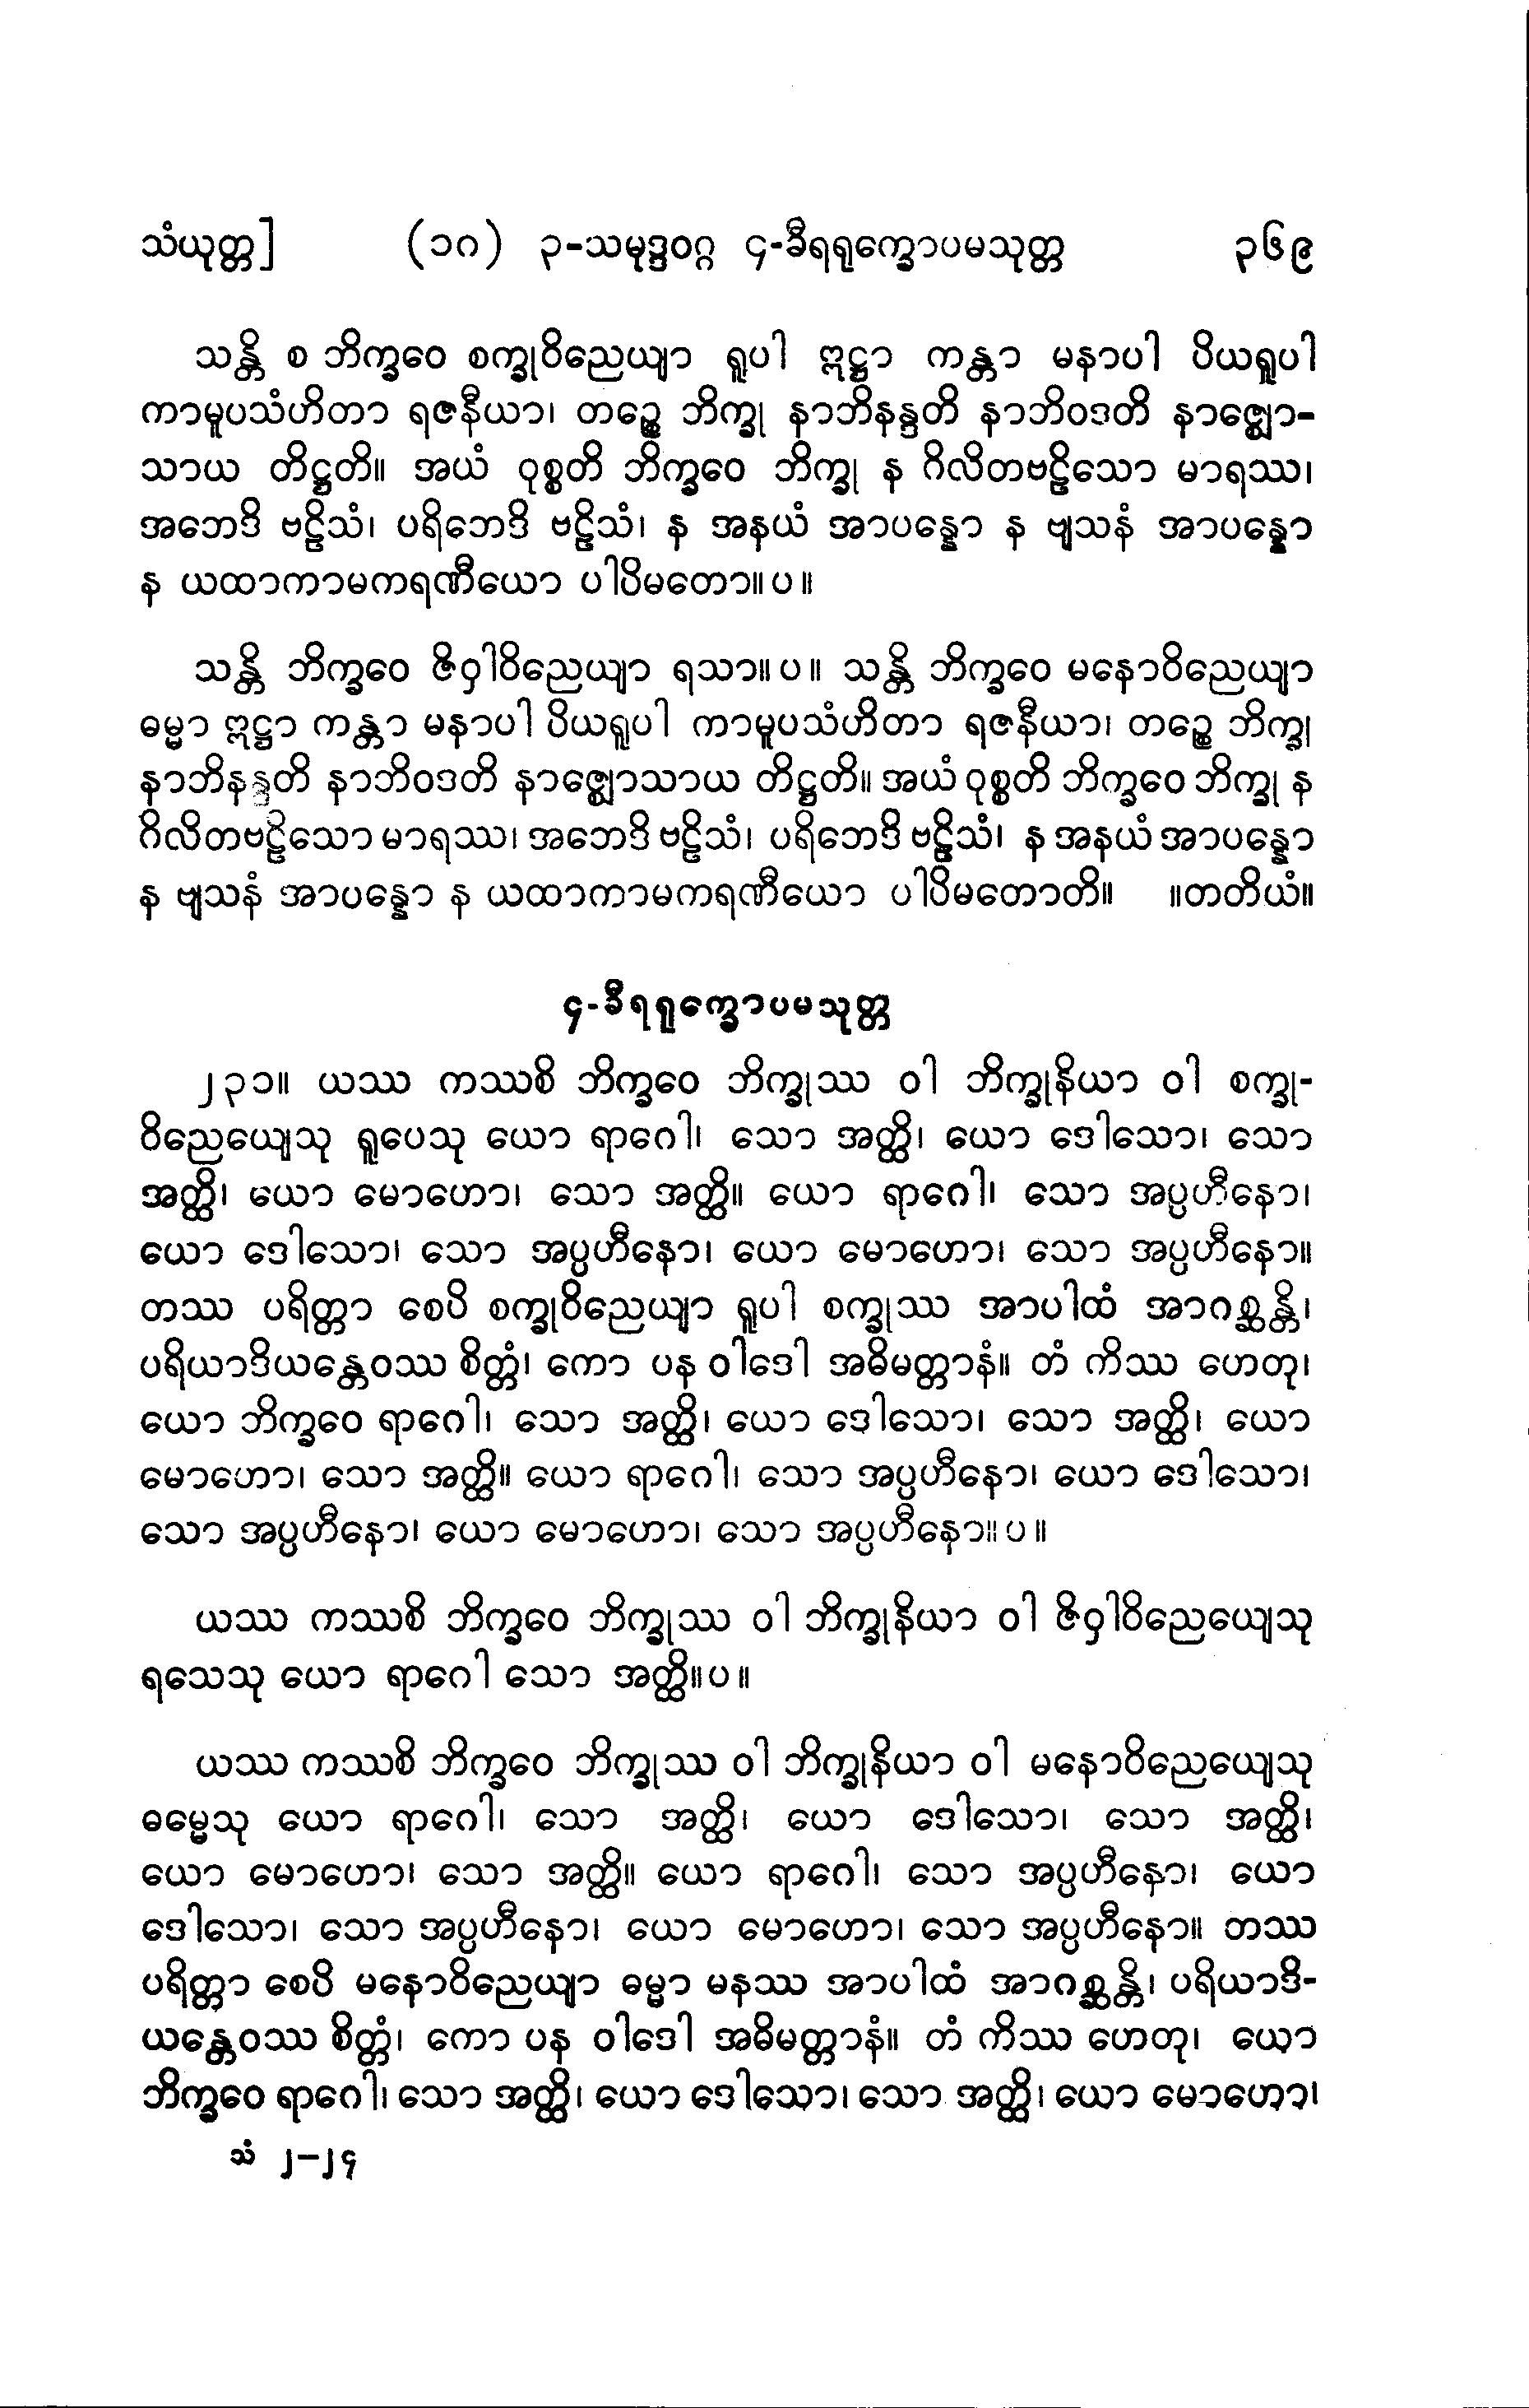 သံယုတ္တ] (၁၈) ၃-သမုဒ္ဒဝဂ္ဂ ၄-ခီရရုက္ခောပမသုတ္တ ၃၆၉
သန္တိ စ ဘိက္ခဝေ စက္ခုဝိညေယျာ ရူပါ ဣဋ္ဌာ ကန္တာ မနာပါ ပိယရူပါ
ကာမူပသံဟိတာ ရဇနီယာ၊ တဉ္စေ ဘိက္ခု နာဘိနန္ဒတိ နာဘိဝဒတိ နာဇ္ဈော-
သာယ တိဋ္ဌတိ။ အယံ ဝုစ္စတိ ဘိက္ခဝေ ဘိက္ခု န ဂိလိတဗဠိသော မာရဿ၊
အဘေဒိ ဗဠိသံ၊ ပရိဘေဒိ ဗဠိသံ၊ န အနယံ အာပန္နော န ဗျသနံ အာပန္နော
န ယထာကာမကရဏီယော ပါပိမတော။ ပ ။
သန္တိ ဘိက္ခဝေ ဇိဝှါဝိညေယျာ ရသာ။ ပ ။ သန္တိ ဘိက္ခဝေ မနောဝိညေယျာ
ဓမ္မာ ဣဋ္ဌာ ကန္တာ မနာပါ ပိယရူပါ ကာမူပသံဟိတာ ရဇနီယာ၊ တဉ္စေ ဘိက္ခု
နာဘိနန္ဒတိ နာဘိဝဒတိ နာဇ္ဈောသာယ တိဋ္ဌတိ။ အယံ ဝုစ္စတိ ဘိက္ခဝေ ဘိက္ခု န
ဂိလိတဗဠိသော မာရဿ၊ အဘေဒိ ဗဠိသံ၊ ပရိဘေဒိ ဗဠိသံ၊ န အနယံ အာပန္နော
န ဗျသနံ အာပန္နော န ယထာကာမကရဏီယော ပါပိမတောတိ။ ။တတိယံ။
၄-ခီရရုက္ခောပမသုတ္တ
၂၃၁။ ယဿ ကဿစိ ဘိက္ခဝေ ဘိက္ခုဿ ဝါ ဘိက္ခုနိယာ ဝါ စက္ခု-
ဝိညေယျေသု ရူပေသု ယော ရာဂေါ၊ သော အတ္ထိ၊ ယော ဒေါသော၊ သော
အတ္ထိ၊ ယော မောဟော၊ သော အတ္ထိ။ ယော ရာဂေါ၊ သော အပ္ပဟီနော၊
ယော ဒေါသော၊ သော အပ္ပဟီနော၊ ယော မောဟော၊ သော အပ္ပဟီနော။
တဿ ပရိတ္တာ စေပိ စက္ခုဝိညေယျာ ရူပါ စက္ခုဿ အာပါထံ အာဂစ္ဆန္တိ၊
ပရိယာဒိယန္တေဝဿ စိတ္တံ၊ ကော ပန ဝါဒေါ အဓိမတ္တာနံ။ တံ ကိဿ ဟေတု၊
ယော ဘိက္ခဝေ ရာဂေါ၊ သော အတ္ထိ၊ ယော ဒေါသော၊ သော အတ္ထိ၊ ယော
မောဟော၊ သော အတ္ထိ။ ယော ရာဂေါ၊ သော အပ္ပဟီနော၊ ယော ဒေါသော၊
သော အပ္ပဟီနော၊ ယော မောဟော၊ သော အပ္ပဟီနော။ ပ ။
ယဿ ကဿစိ ဘိက္ခဝေ ဘိက္ခုဿ ဝါ ဘိက္ခုနိယာ ဝါ ဇိဝှါဝိညေယျေသု
ရသေသု ယော ရာဂေါ သော အတ္ထိ။ ပ ။
ယဿ ကဿစိ ဘိက္ခဝေ ဘိက္ခုဿ ဝါ ဘိက္ခုနိယာ ဝါ မနောဝိညေယျေသု
ဓမ္မေသု ယော ရာဂေါ၊ သော အတ္ထိ၊ ယော ဒေါသော၊ သော အတ္ထိ၊
ယော မောဟော၊ သော အတ္ထိ။ ယော ရာဂေါ၊ သော အပ္ပဟီနော၊ ယော
ဒေါသော၊ သော အပ္ပဟီနော၊ ယော မောဟော၊ သော အပ္ပဟီနော။ တဿ
ပရိတ္တာ စေပိ မနောဝိညေယျာ ဓမ္မာ မနဿ အာပါထံ အာဂစ္ဆန္တိ၊ ပရိယာဒိ-
ယန္တေဝဿ စိတ္တံ၊ ကော ပန ဝါဒေါ အဓိမတ္တာနံ။ တံ ကိဿ ဟေတု၊ ယော
ဘိက္ခဝေ ရာဂေါ၊ သော အတ္ထိ၊ ယော ဒေါသော၊ သော အတ္ထိ၊ ယော မောဟော၊
သံ ၂–၂၄